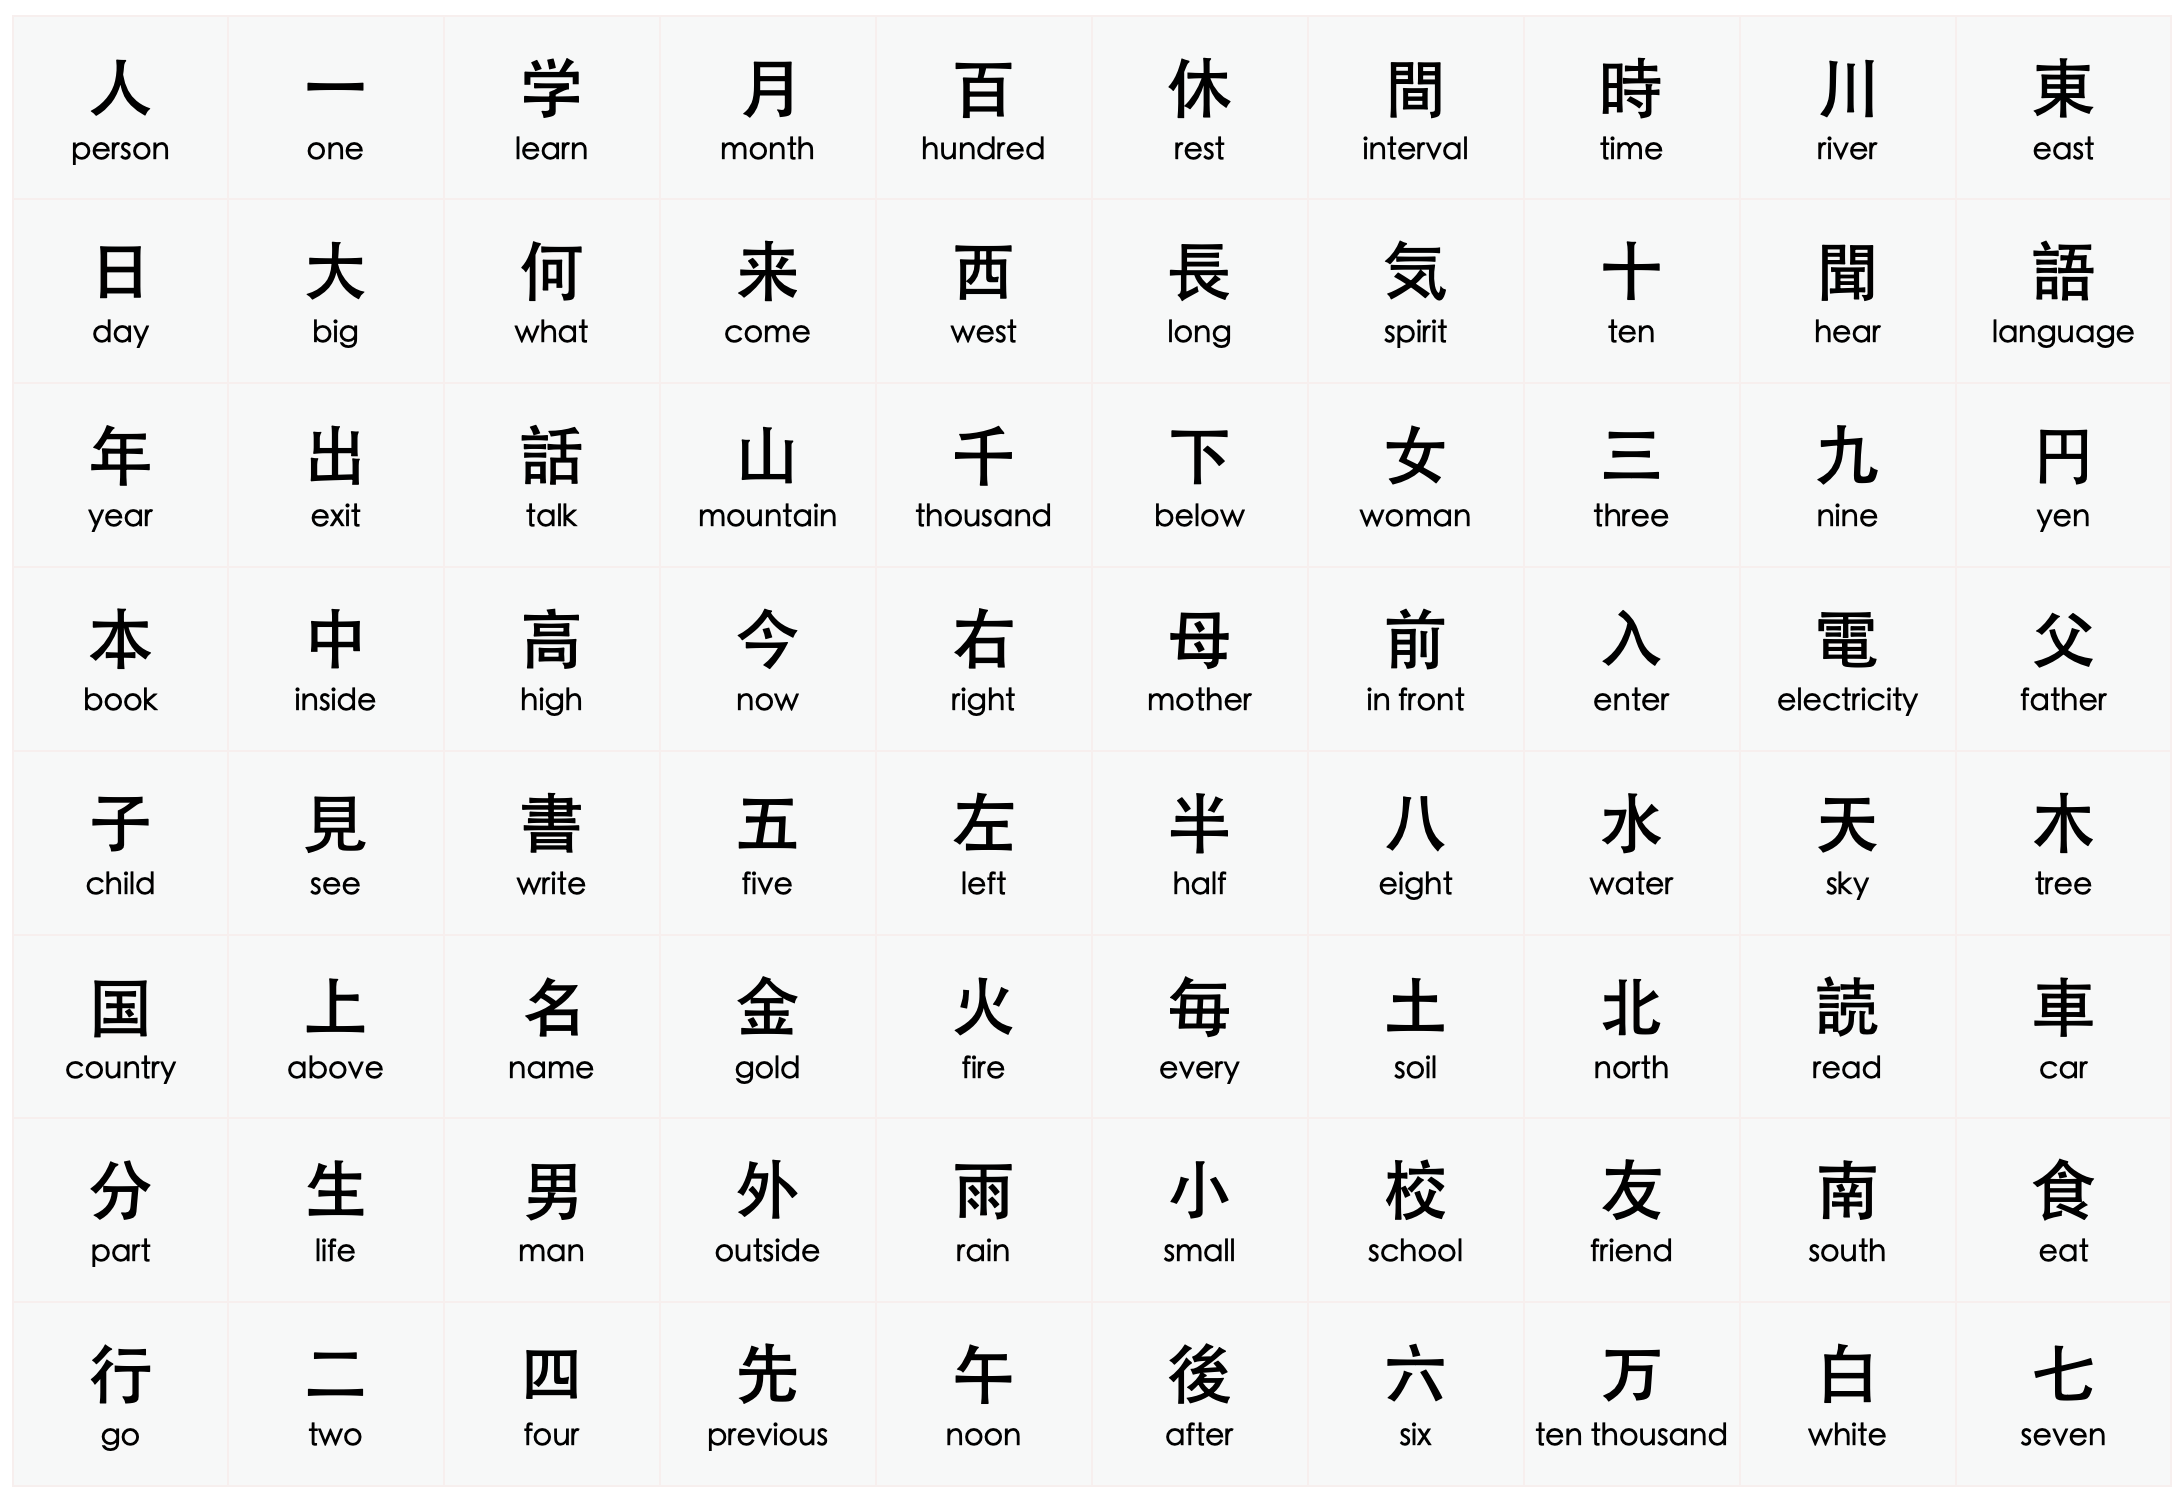 人 一 学 月 百 休 間 時 川 東
person one learn month hundred rest interval time river east
日 大 何 来 西 長 気 十 聞 語
day big what come west long spirit ten hear language
年 出 話 山 千 下 女 三 九 円
year exit talk mountain thousand below woman three nine yen
本 中 高 今 右 母 前 入 電 父
book inside high now right mother in front enter electricity father
子 見 書 五 左 半 八 水 天 木
child see write five left half eight water sky tree
国 上 名 金 火 毎 土 北 読 車
country above name gold fire every soil north read car
分 生 男 外 雨 小 校 友 南 食
part life man outside rain small school friend south eat
行 二 四 先 午 後 六 万 白 七
go two four previous noon after six ten thousand white seven